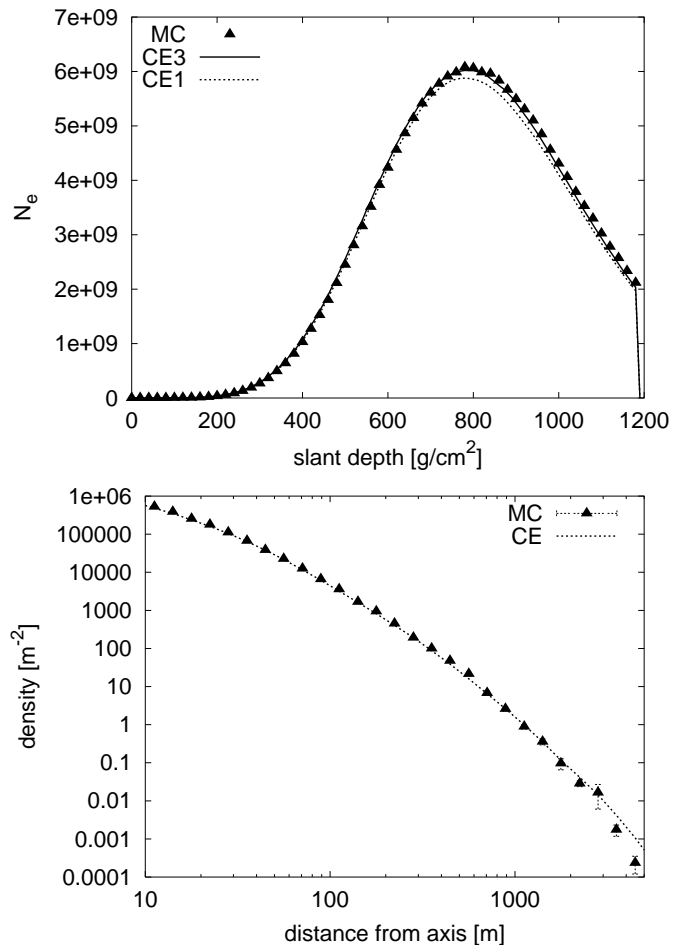 7e+09
6e+09
5e+09
4e+09
3e+09
2e+09
1e+09
0
N_e
MC
CE3
CE1
0 200 400 600 800 1000 1200
slant depth [g/cm²]
1e+06
100000
10000
1000
100
10
1
0.1
0.01
0.001
0.0001
density [m⁻²]
MC
CE
10 100 1000
distance from axis [m]